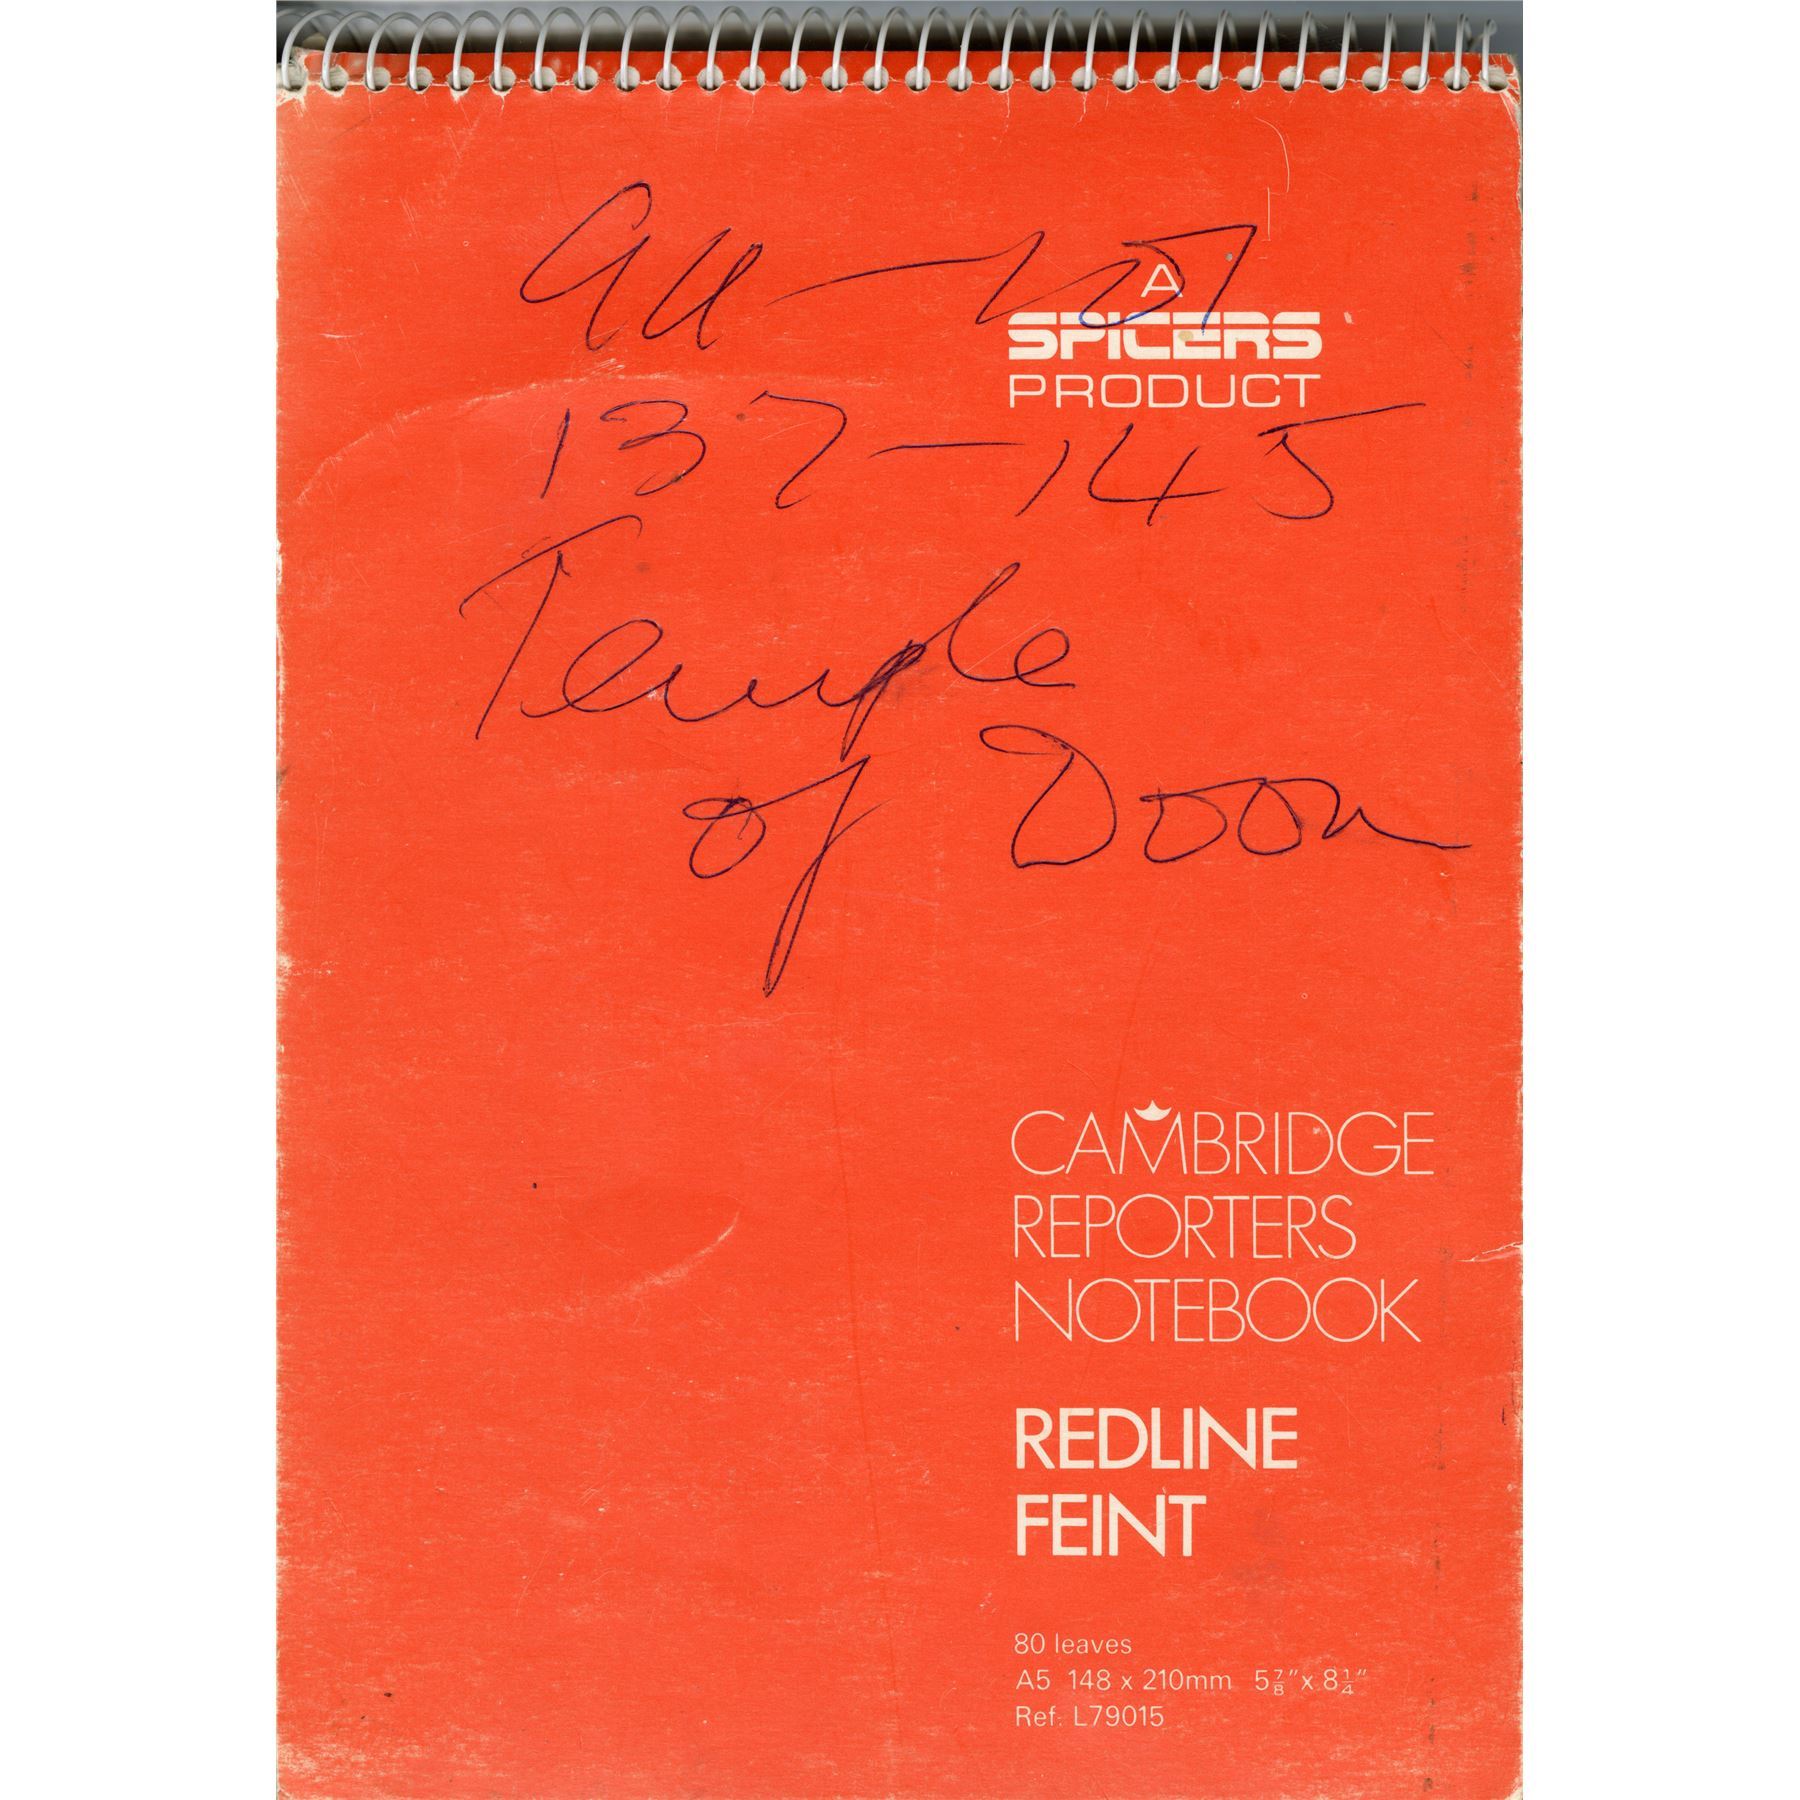 A
SPICERS
PRODUCT
137 - 145
Temple
of Doom
CAMBRIDGE
REPORTERS
NOTEBOOK
REDLINE
FEINT
80 leaves
A5 148 x 210mm 5⅞" x 8¼"
Ref: L79015